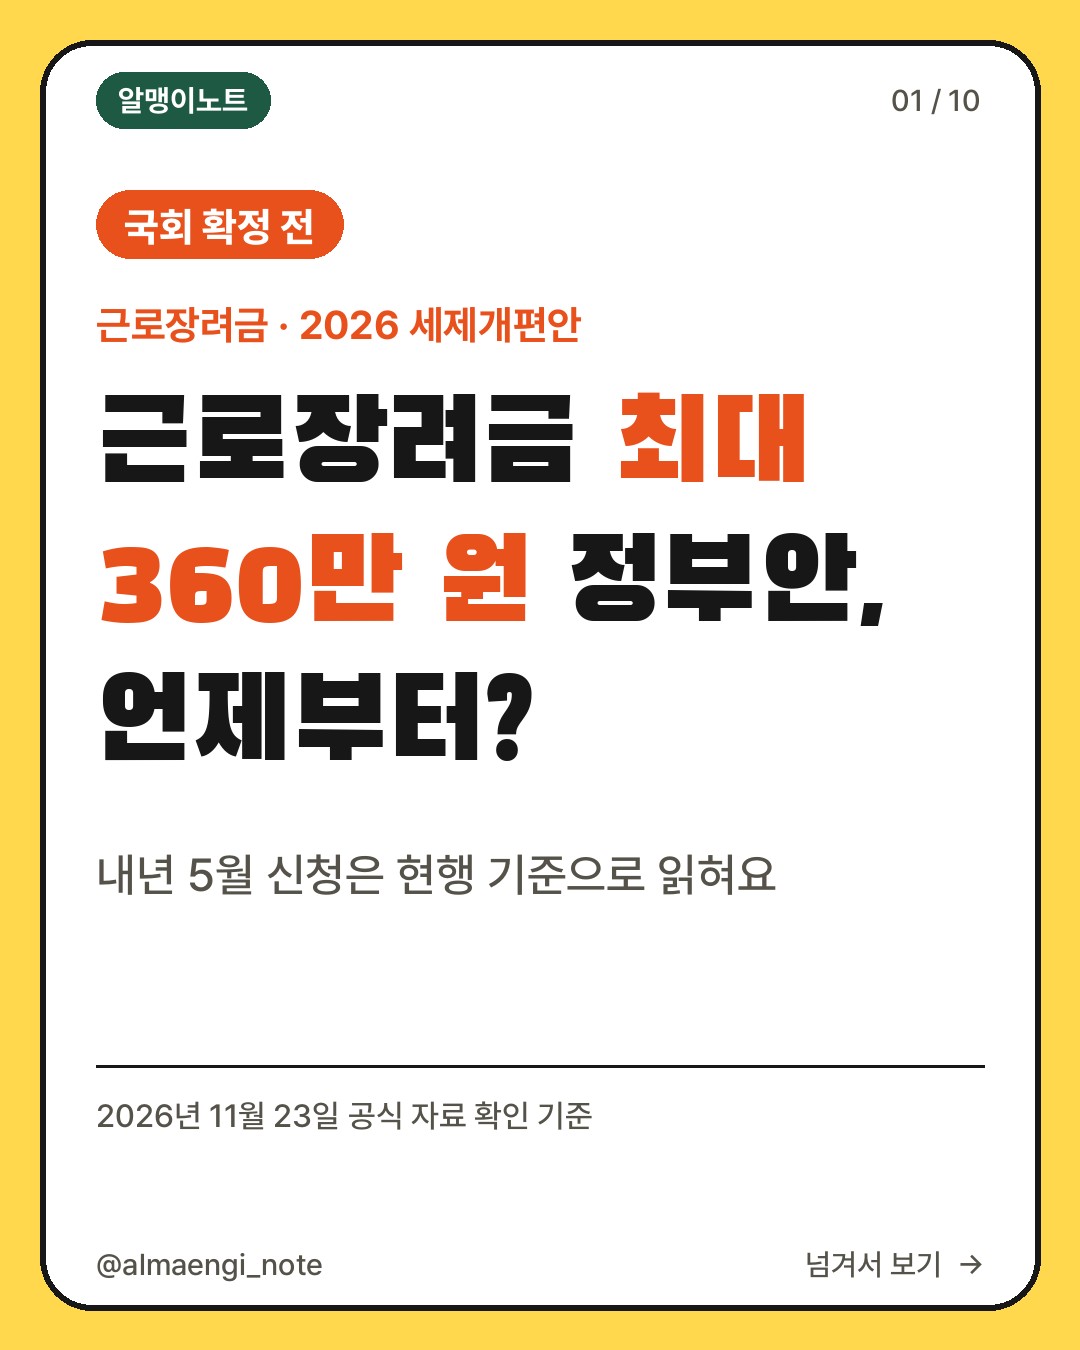 알맹이노트
01 / 10
국회 확정 전
근로장려금 · 2026 세제개편안
근로장려금 최대
360만 원 정부안,
언제부터?
내년 5월 신청은 현행 기준으로 읽혀요
2026년 11월 23일 공식 자료 확인 기준
@almaengi_note
넘겨서 보기 →